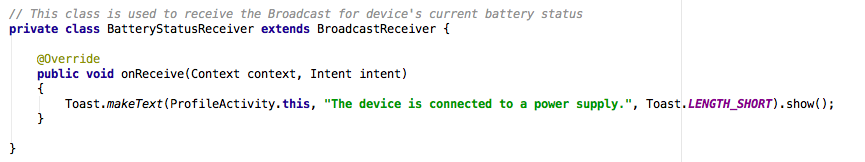 // This class is used to receive the Broadcast for device's current battery status
private class BatteryStatusReceiver extends BroadcastReceiver {
@Override
public void onReceive(Context context, Intent intent)
{
Toast.makeText(ProfileActivity.this, "The device is connected to a power supply.", Toast.LENGTH_SHORT).show();
}
}